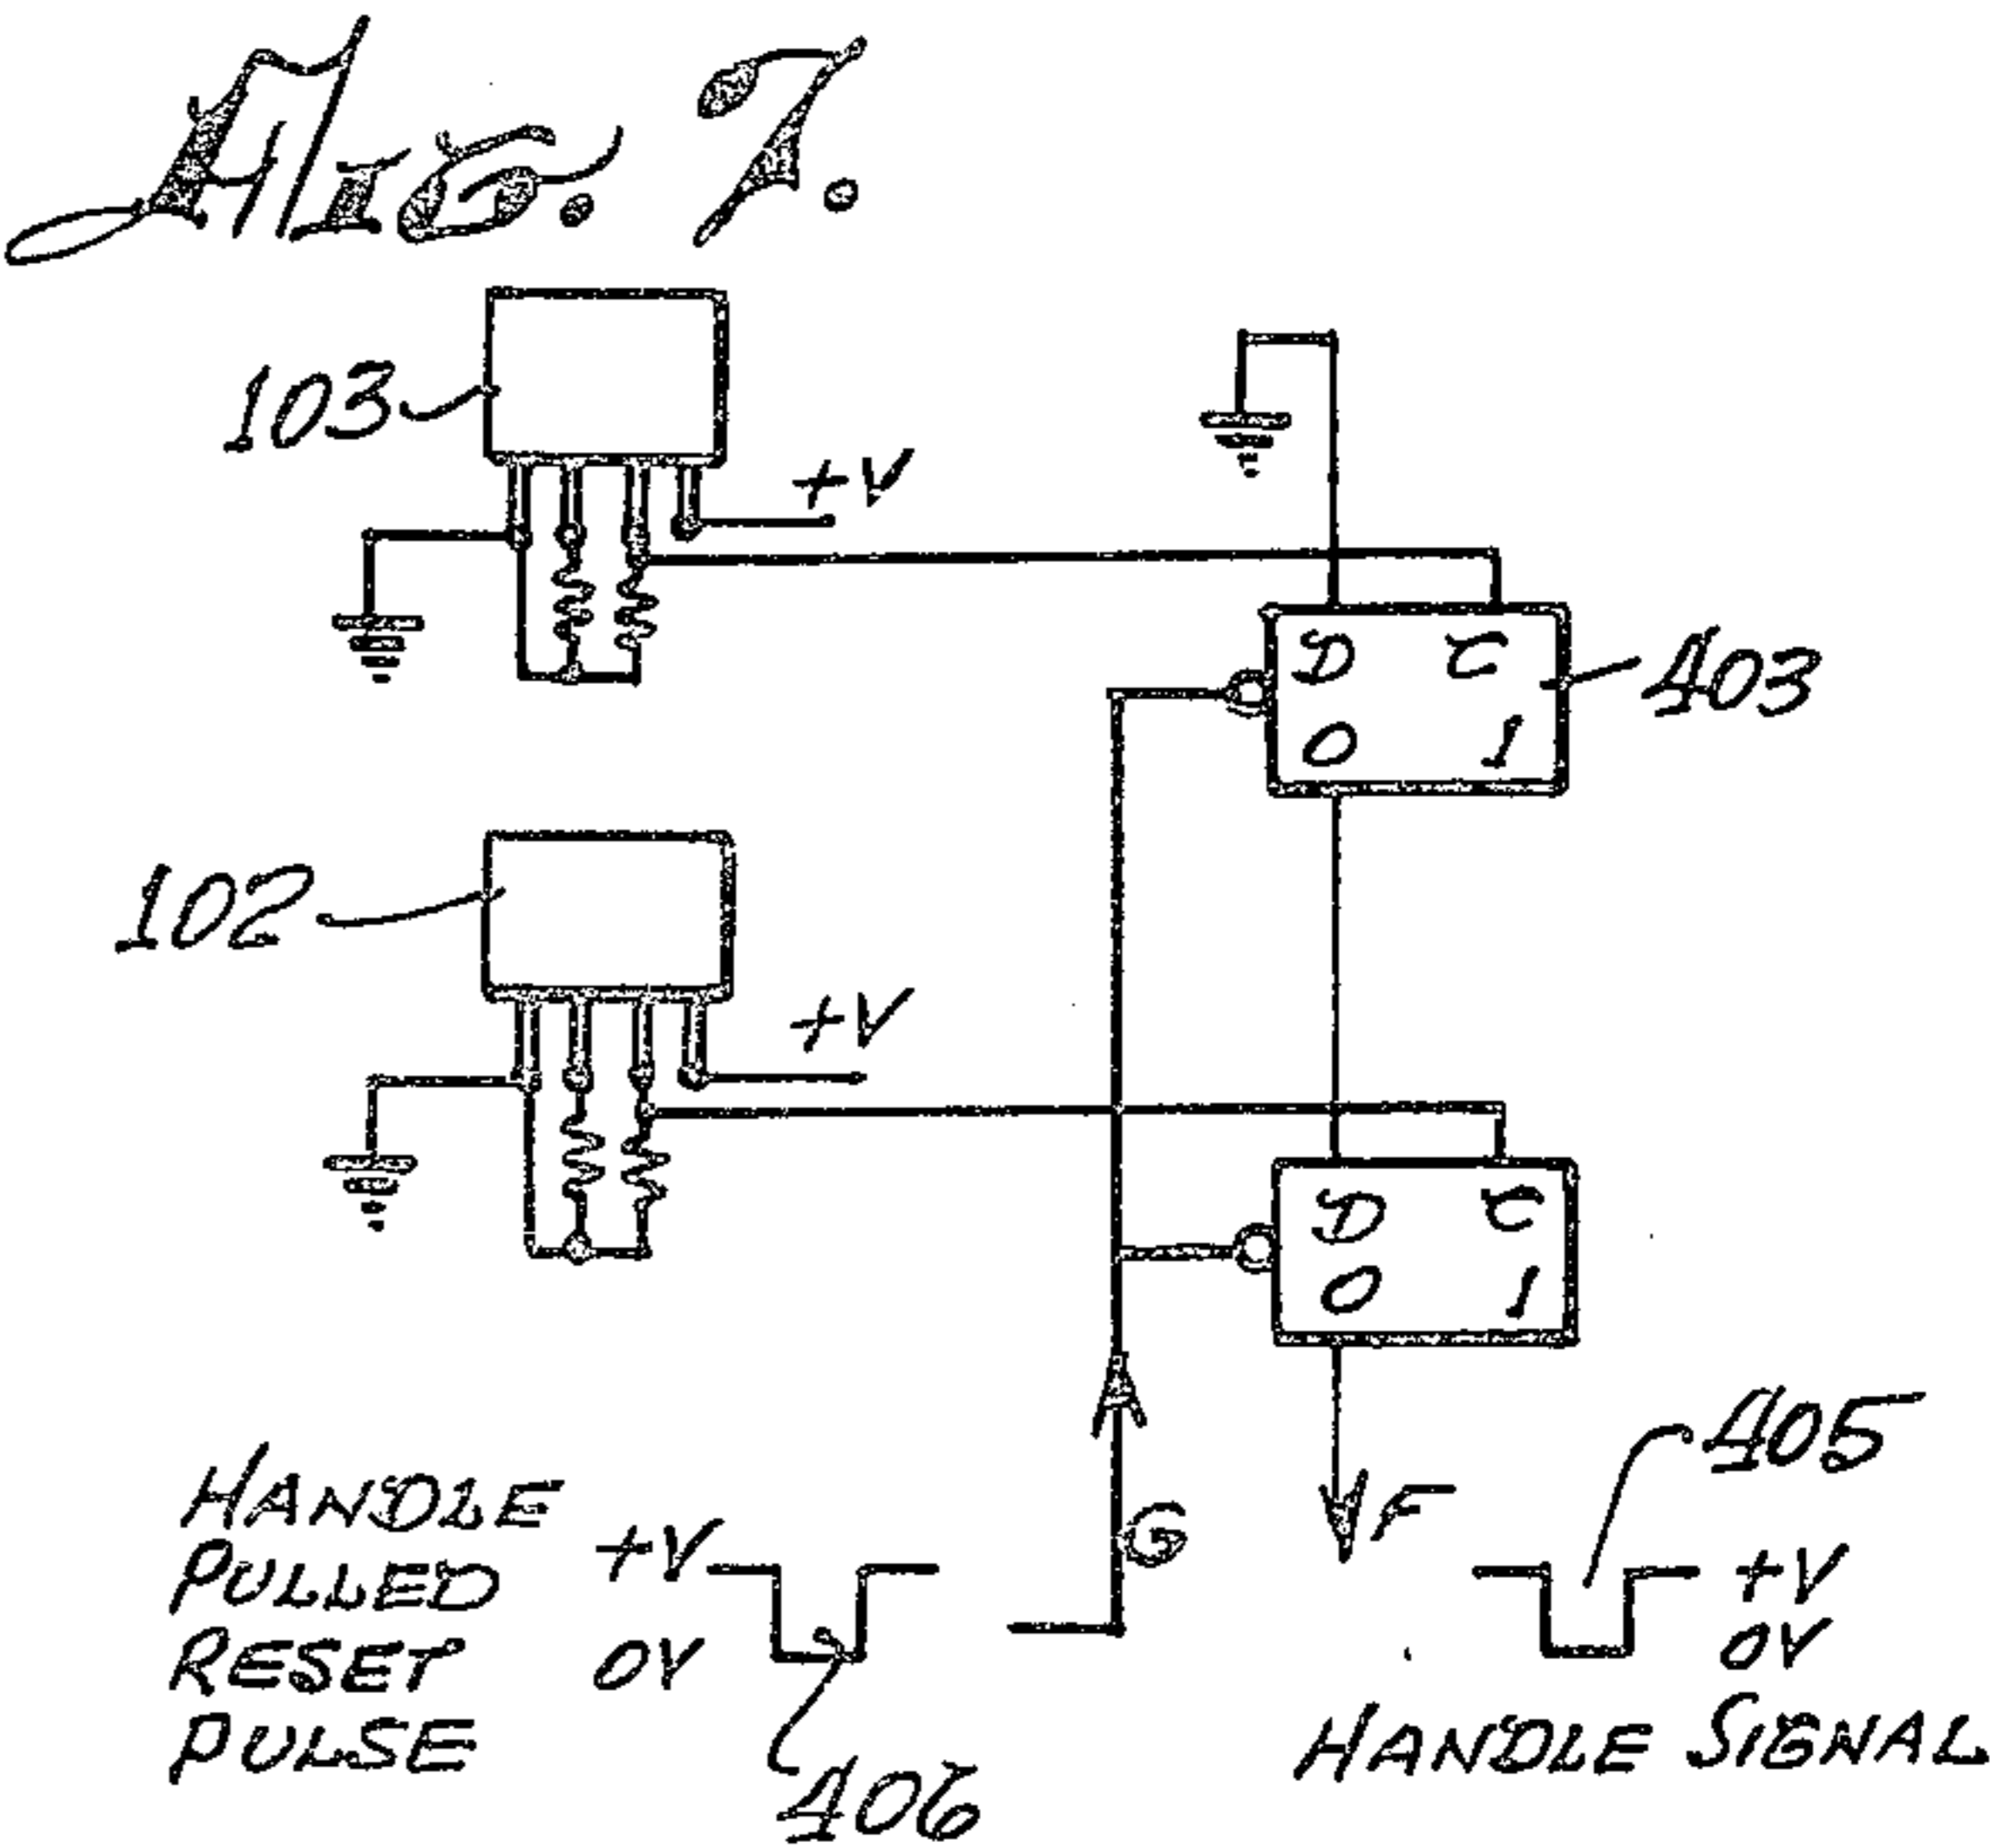 FIG. 7.
103
+V
D C
403
0 1
102
+V
D C
0 1
405
HANDLE
PULLED
RESET
PULSE
+V
0V
G
F
+V
0V
406
HANDLE SIGNAL